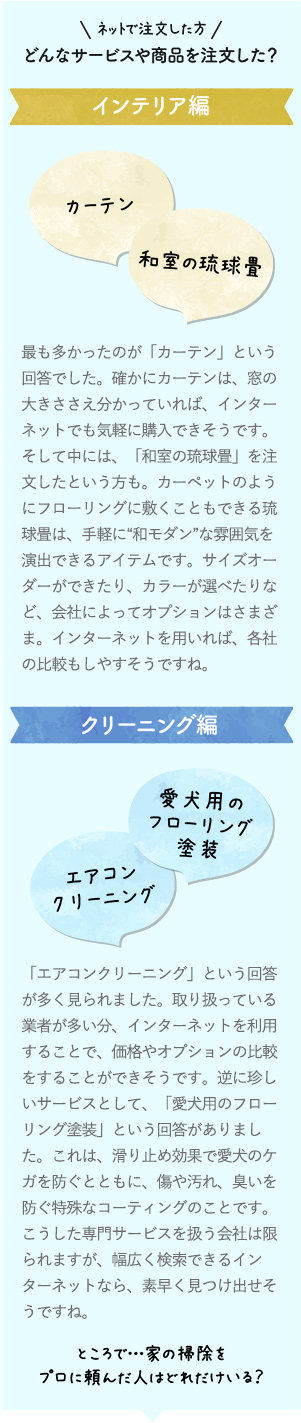 ネットで注文した方
どんなサービスや商品を注文した？
インテリア編
カーテン
和室の琉球畳
最も多かったのが「カーテン」という
回答でした。確かにカーテンは、窓の
大きささえ分かっていれば、インター
ネットでも気軽に購入できそうです。
そして中には、「和室の琉球畳」を注
文したという方も。カーペットのよう
にフローリングに敷くこともできる琉
球畳は、手軽に“和モダン”な雰囲気を
演出できるアイテムです。サイズオー
ダーができたり、カラーが選べたりな
ど、会社によってオプションはさまざ
ま。インターネットを用いれば、各社
の比較もしやすそうですね。
クリーニング編
愛犬用の
フローリング
塗装
エアコン
クリーニング
「エアコンクリーニング」という回答
が多く見られました。取り扱っている
業者が多い分、インターネットを利用
することで、価格やオプションの比較
をすることができそうです。逆に珍し
いサービスとして、「愛犬用のフロー
リング塗装」という回答がありまし
た。これは、滑り止め効果で愛犬のケ
ガを防ぐとともに、傷や汚れ、臭いを
防ぐ特殊なコーティングのことです。
こうした専門サービスを扱う会社は限
られますが、幅広く検索できるイン
ターネットなら、素早く見つけ出せそ
うですね。
ところで…家の掃除を
プロに頼んだ人はどれだけいる？